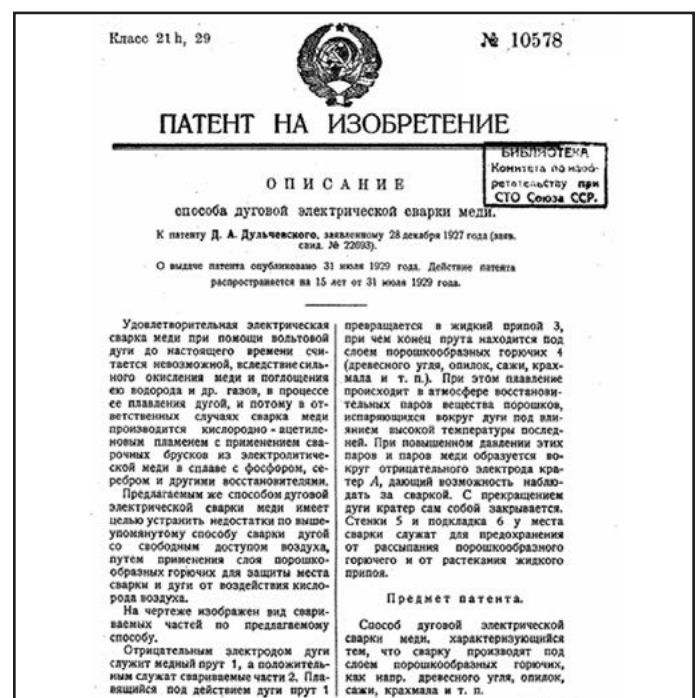 Класс 21 h, 29
№ 10578
ПАТЕНТ НА ИЗОБРЕТЕНИЕ
БИБЛИОТЕКА
Комитета по изоб-
ретательству при
СТО Союза ССР.
ОПИСАНИЕ
способа дуговой электрической сварки меди.
К патенту Д. А. Дульчевского, заявленному 28 декабря 1927 года (заяв.
свид. № 22693).
О выдаче патента опубликовано 31 июля 1929 года. Действие патента
распространяется на 15 лет от 31 июля 1929 года.
Удовлетворительная электрическая
сварка меди при помощи вольтовой
дуги до настоящего времени счи-
тается невозможной, вследствие силь-
ного окисления меди и поглощения
ею водорода и др. газов, в процессе
ее плавления дугой, и потому в от-
ветственных случаях сварка меди
производится кислородно-ацетиле-
новым пламенем с применением сва-
рочных брусков из электролитиче-
ской меди в сплаве с фосфором, се-
ребром и другими восстановителями.
Предлагаемым же способом дуговой
электрической сварки меди имеет
целью устранить недостатки по выше-
упомянутому способу сварки дугой
со свободным доступом воздуха,
путем применения слоя порошко-
образных горючих для защиты места
сварки и дуги от воздействия кисло-
рода воздуха.
На чертеже изображен вид свари-
ваемых частей по предлагаемому
способу.
Отрицательным электродом дуги
служит медный прут 1, а положитель-
ным служат свариваемые части 2. Пла-
вящийся под действием дуги прут 1
превращается в жидкий припой 3,
при чем конец прута находится под
слоем порошкообразных горючих 4
(древесного угля, опилок, сажи, крах-
мала и т. п.). При этом плавление
происходит в атмосфере восстанови-
тельных паров вещества порошков,
испаряющихся вокруг дуги под вли-
янием высокой температуры послед-
ней. При повышенном давлении этих
паров и паров меди образуется во-
круг отрицательного электрода кра-
тер А, дающий возможность наблю-
дать за сваркой. С прекращением
дуги кратер сам собой закрывается.
Стенки 5 и подкладка 6 у места
сварки служат для предохранения
от рассыпания порошкообразного
горючего и от растекания жидкого
припоя.
Предмет патента.
Способ дуговой электрической
сварки меди, характеризующийся
тем, что сварку производят под
слоем порошкообразных горючих,
как напр. древесного угля, опилок,
сажи, крахмала и т. п.